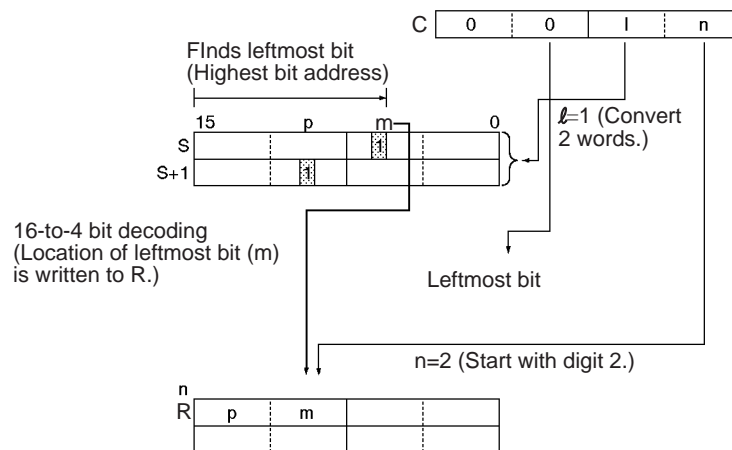 C 0 0 l n
FInds leftmost bit
(Highest bit address)
15 p m 0
S 1
S+1 1
ℓ=1 (Convert
2 words.)
16-to-4 bit decoding
(Location of leftmost bit (m)
is written to R.)
Leftmost bit
n=2 (Start with digit 2.)
n
R p m